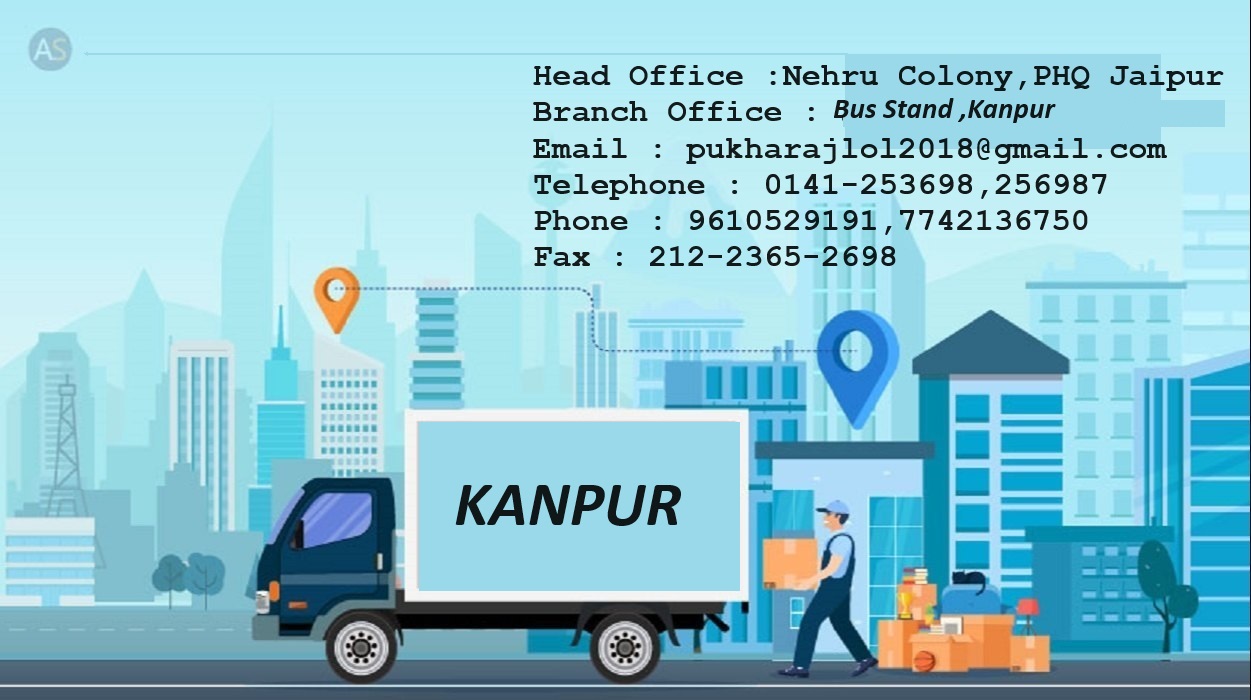 AS
Head Office :Nehru Colony,PHQ Jaipur
Branch Office : Bus Stand ,Kanpur
Email : pukharajlol2018@gmail.com
Telephone : 0141-253698,256987
Phone : 9610529191,7742136750
Fax : 212-2365-2698
KANPUR